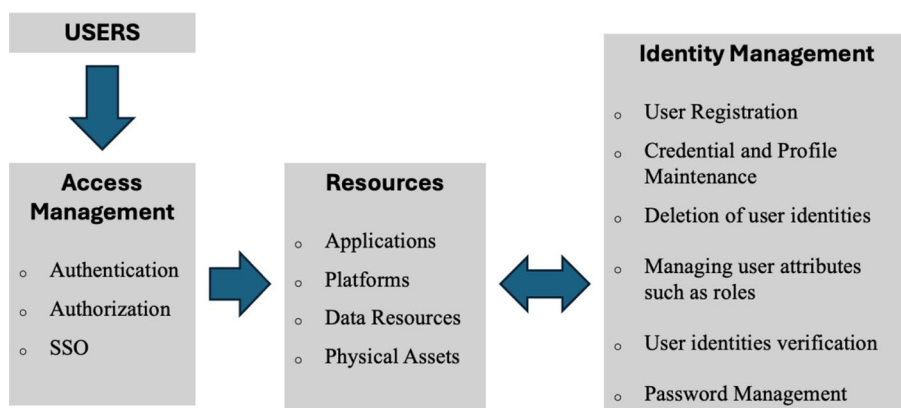 USERS
Access
Management
Authentication
Authorization
SSO
Resources
Applications
Platforms
Data Resources
Physical Assets
Identity Management
User Registration
Credential and Profile
Maintenance
Deletion of user identities
Managing user attributes
such as roles
User identities verification
Password Management